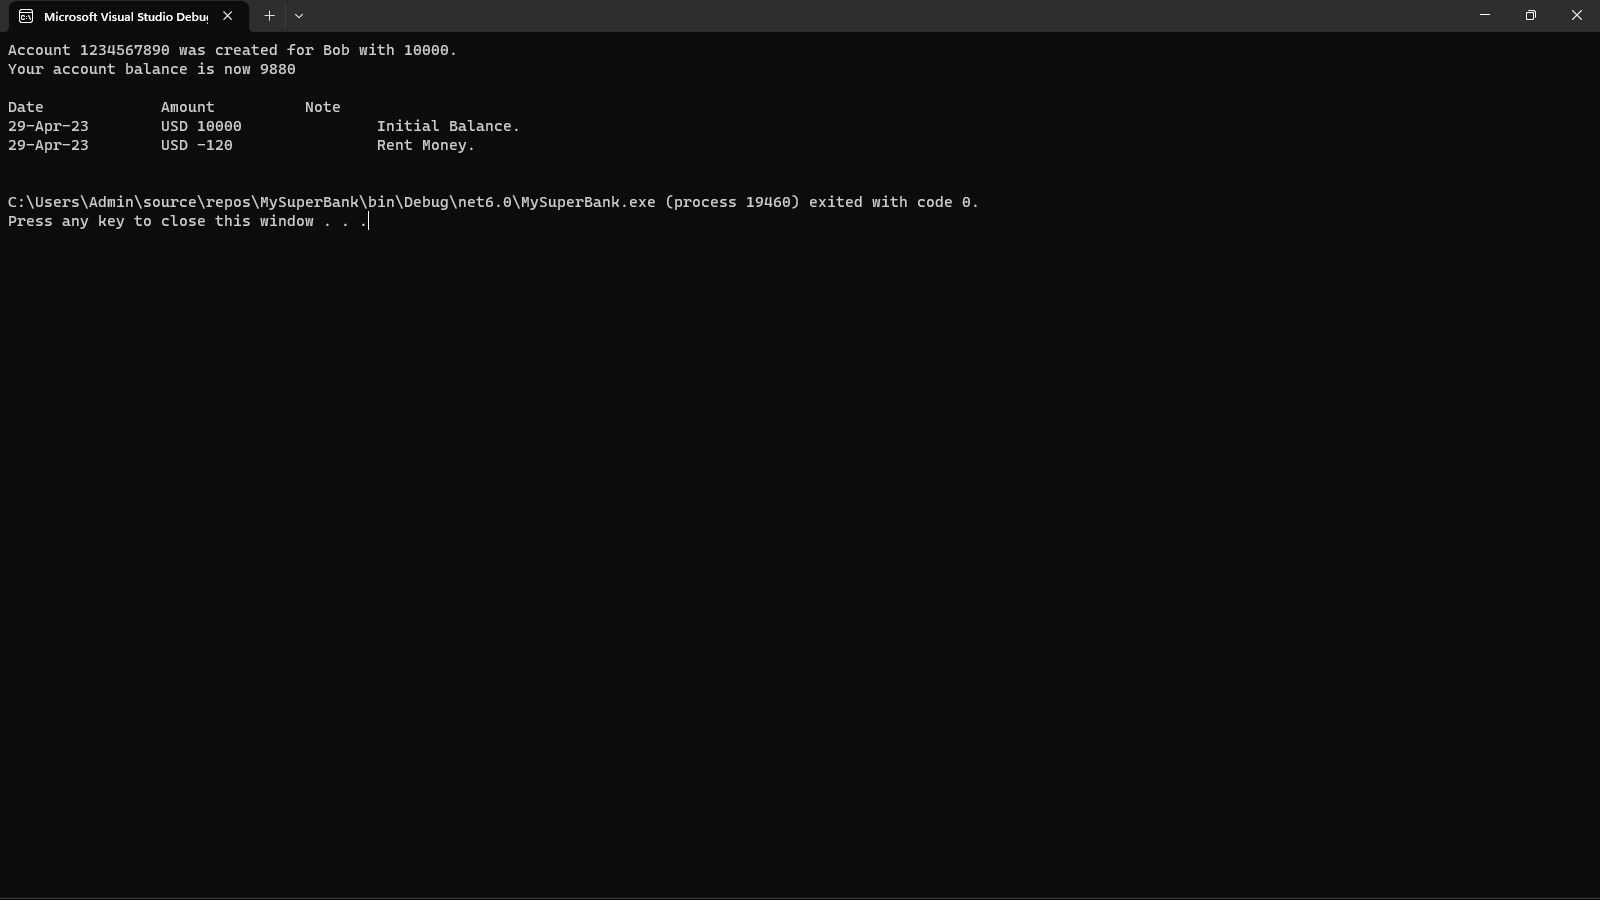 Microsoft Visual Studio Debug
Account 1234567890 was created for Bob with 10000.
Your account balance is now 9880
Date Amount Note
29-Apr-23 USD 10000 Initial Balance.
29-Apr-23 USD -120 Rent Money.
C:\Users\Admin\source\repos\MySuperBank\bin\Debug\net6.0\MySuperBank.exe (process 19460) exited with code 0.
Press any key to close this window . . .